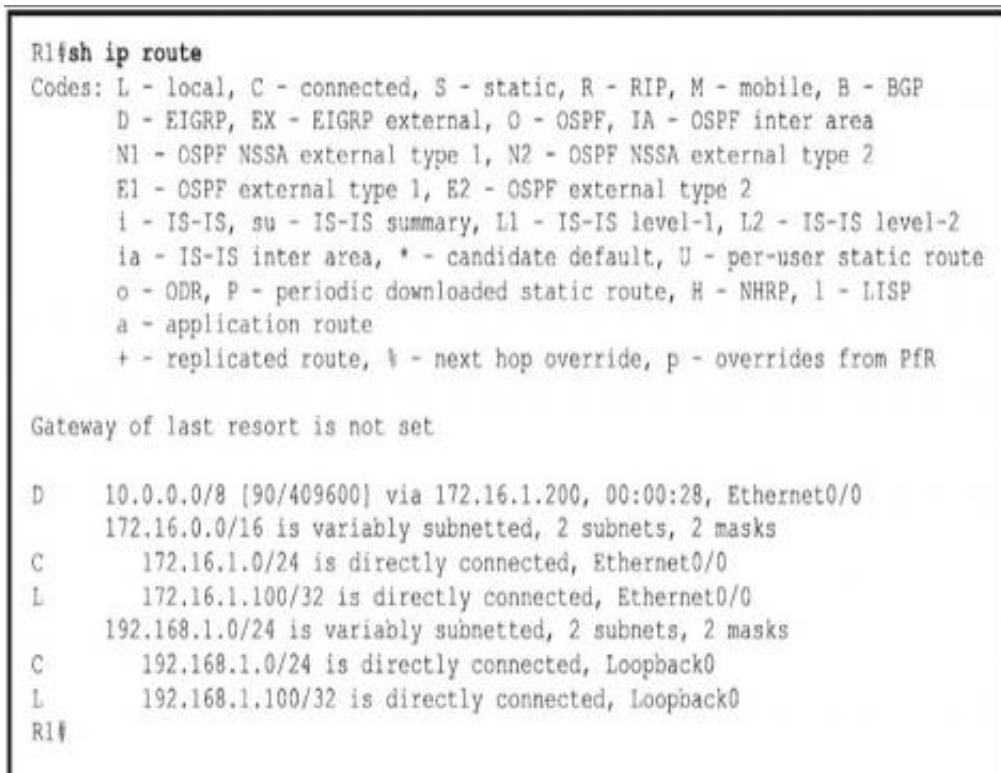 R1#sh ip route
Codes: L - local, C - connected, S - static, R - RIP, M - mobile, B - BGP
D - EIGRP, EX - EIGRP external, O - OSPF, IA - OSPF inter area
N1 - OSPF NSSA external type 1, N2 - OSPF NSSA external type 2
E1 - OSPF external type 1, E2 - OSPF external type 2
i - IS-IS, su - IS-IS summary, L1 - IS-IS level-1, L2 - IS-IS level-2
ia - IS-IS inter area, * - candidate default, U - per-user static route
o - ODR, P - periodic downloaded static route, H - NHRP, l - LISP
a - application route
+ - replicated route, % - next hop override, p - overrides from PfR
Gateway of last resort is not set
D 10.0.0.0/8 [90/409600] via 172.16.1.200, 00:00:28, Ethernet0/0
172.16.0.0/16 is variably subnetted, 2 subnets, 2 masks
C 172.16.1.0/24 is directly connected, Ethernet0/0
L 172.16.1.100/32 is directly connected, Ethernet0/0
192.168.1.0/24 is variably subnetted, 2 subnets, 2 masks
C 192.168.1.0/24 is directly connected, Loopback0
L 192.168.1.100/32 is directly connected, Loopback0
R1#